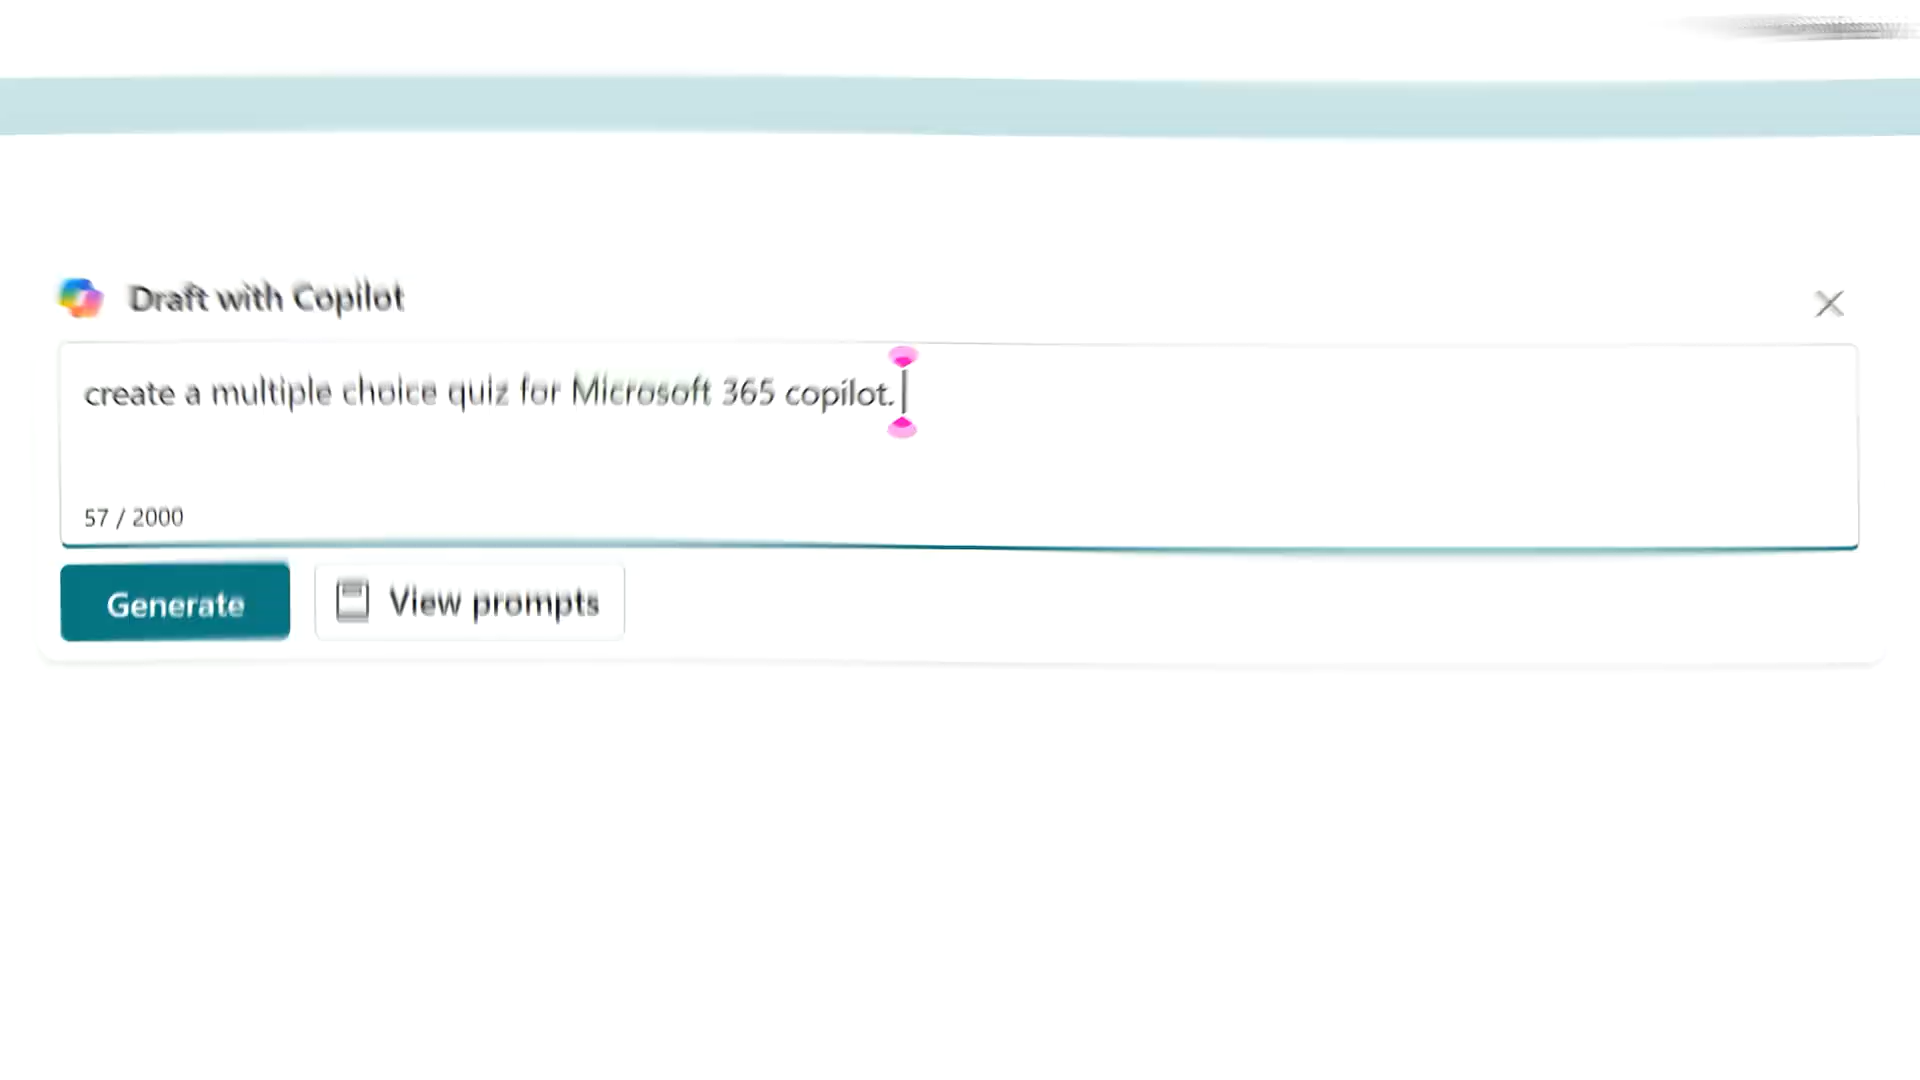 Draft with Copilot
create a multiple choice quiz for Microsoft 365 copilot.
57 / 2000
Generate
View prompts